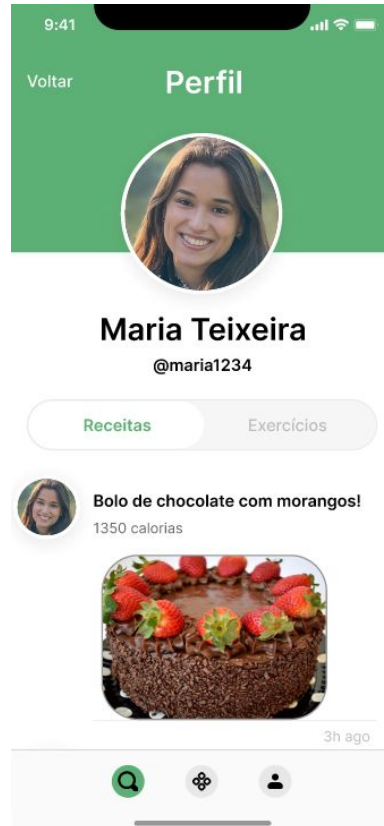 9:41
Voltar
Perfil
Maria Teixeira
@maria1234
Receitas
Exercícios
Bolo de chocolate com morangos!
1350 calorias
3h ago